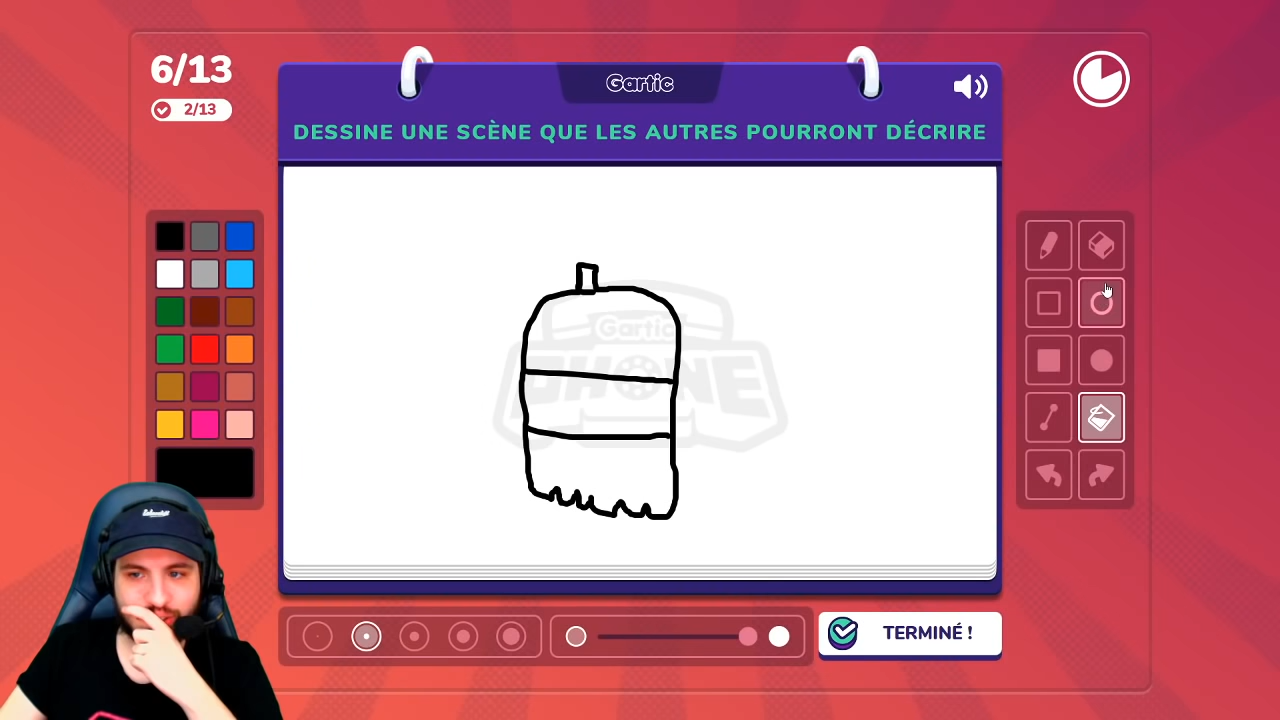 6/13
2/13
Gartic
DESSINE UNE SCÈNE QUE LES AUTRES POURRONT DÉCRIRE
Gartic
PHONE
TERMINÉ !